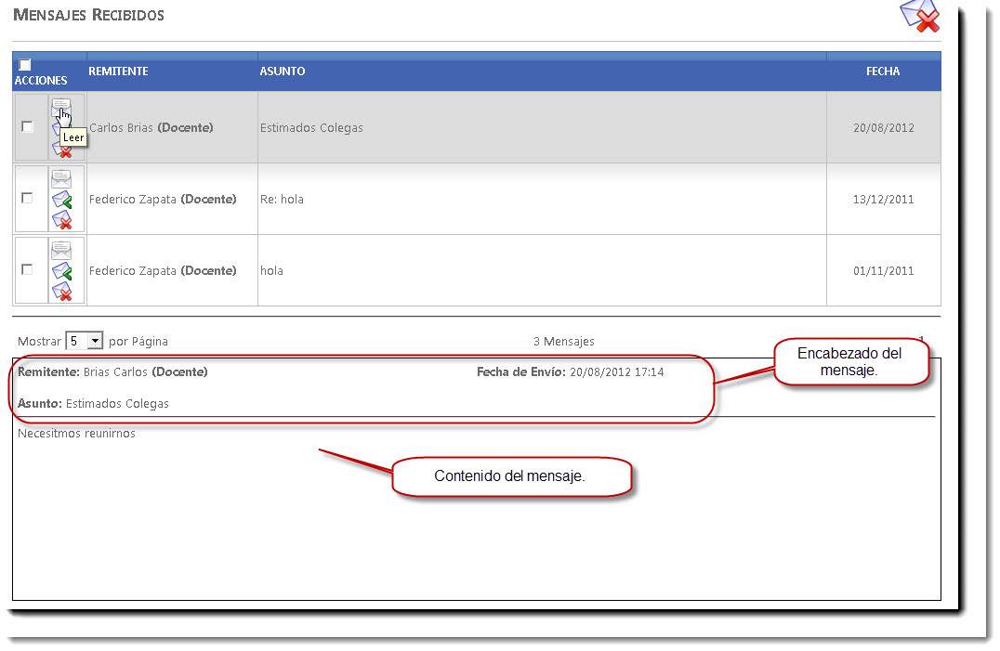 Mensajes Recibidos
ACCIONES REMITENTE ASUNTO FECHA
Carlos Brias (Docente) Estimados Colegas 20/08/2012
Leer
Federico Zapata (Docente) Re: hola 13/12/2011
Federico Zapata (Docente) hola 01/11/2011
Mostrar 5 por Página 3 Mensajes 1
Encabezado del
mensaje.
Remitente: Brias Carlos (Docente) Fecha de Envío: 20/08/2012 17:14
Asunto: Estimados Colegas
Necesitmos reunirnos
Contenido del mensaje.